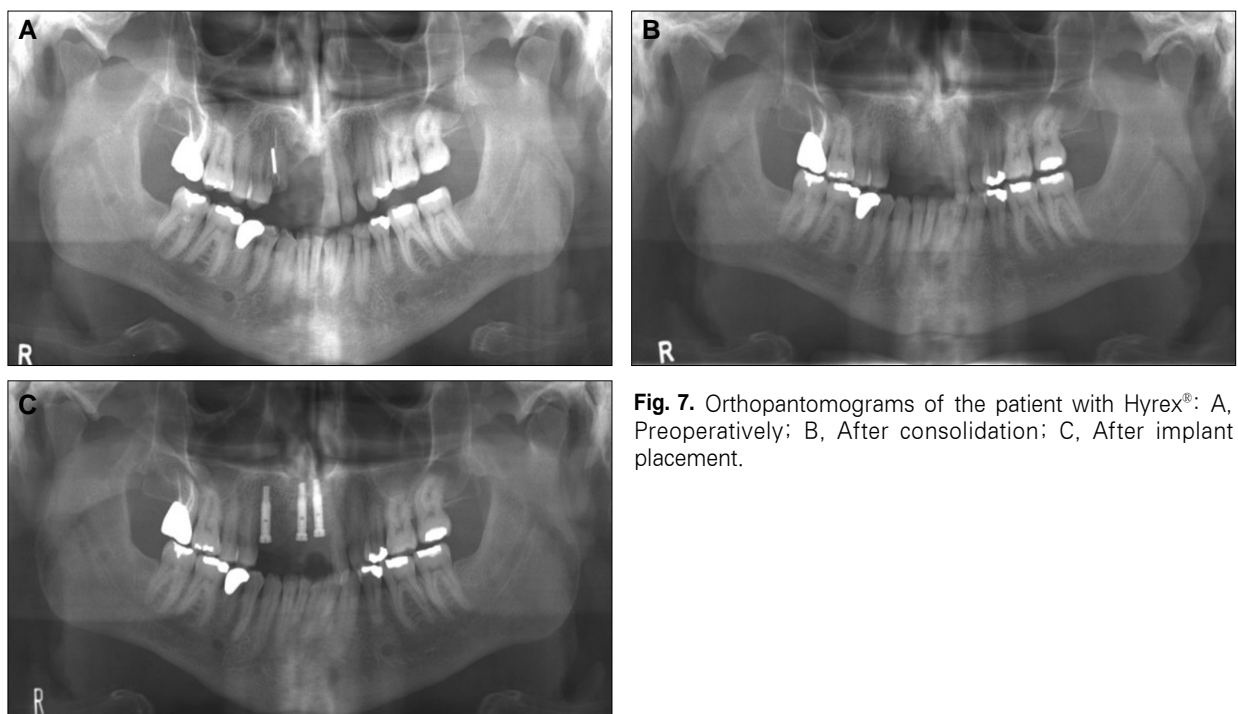 A
B
R
R
C
R
Fig. 7. Orthopantomograms of the patient with Hyrex®: A,
Preoperatively; B, After consolidation; C, After implant
placement.